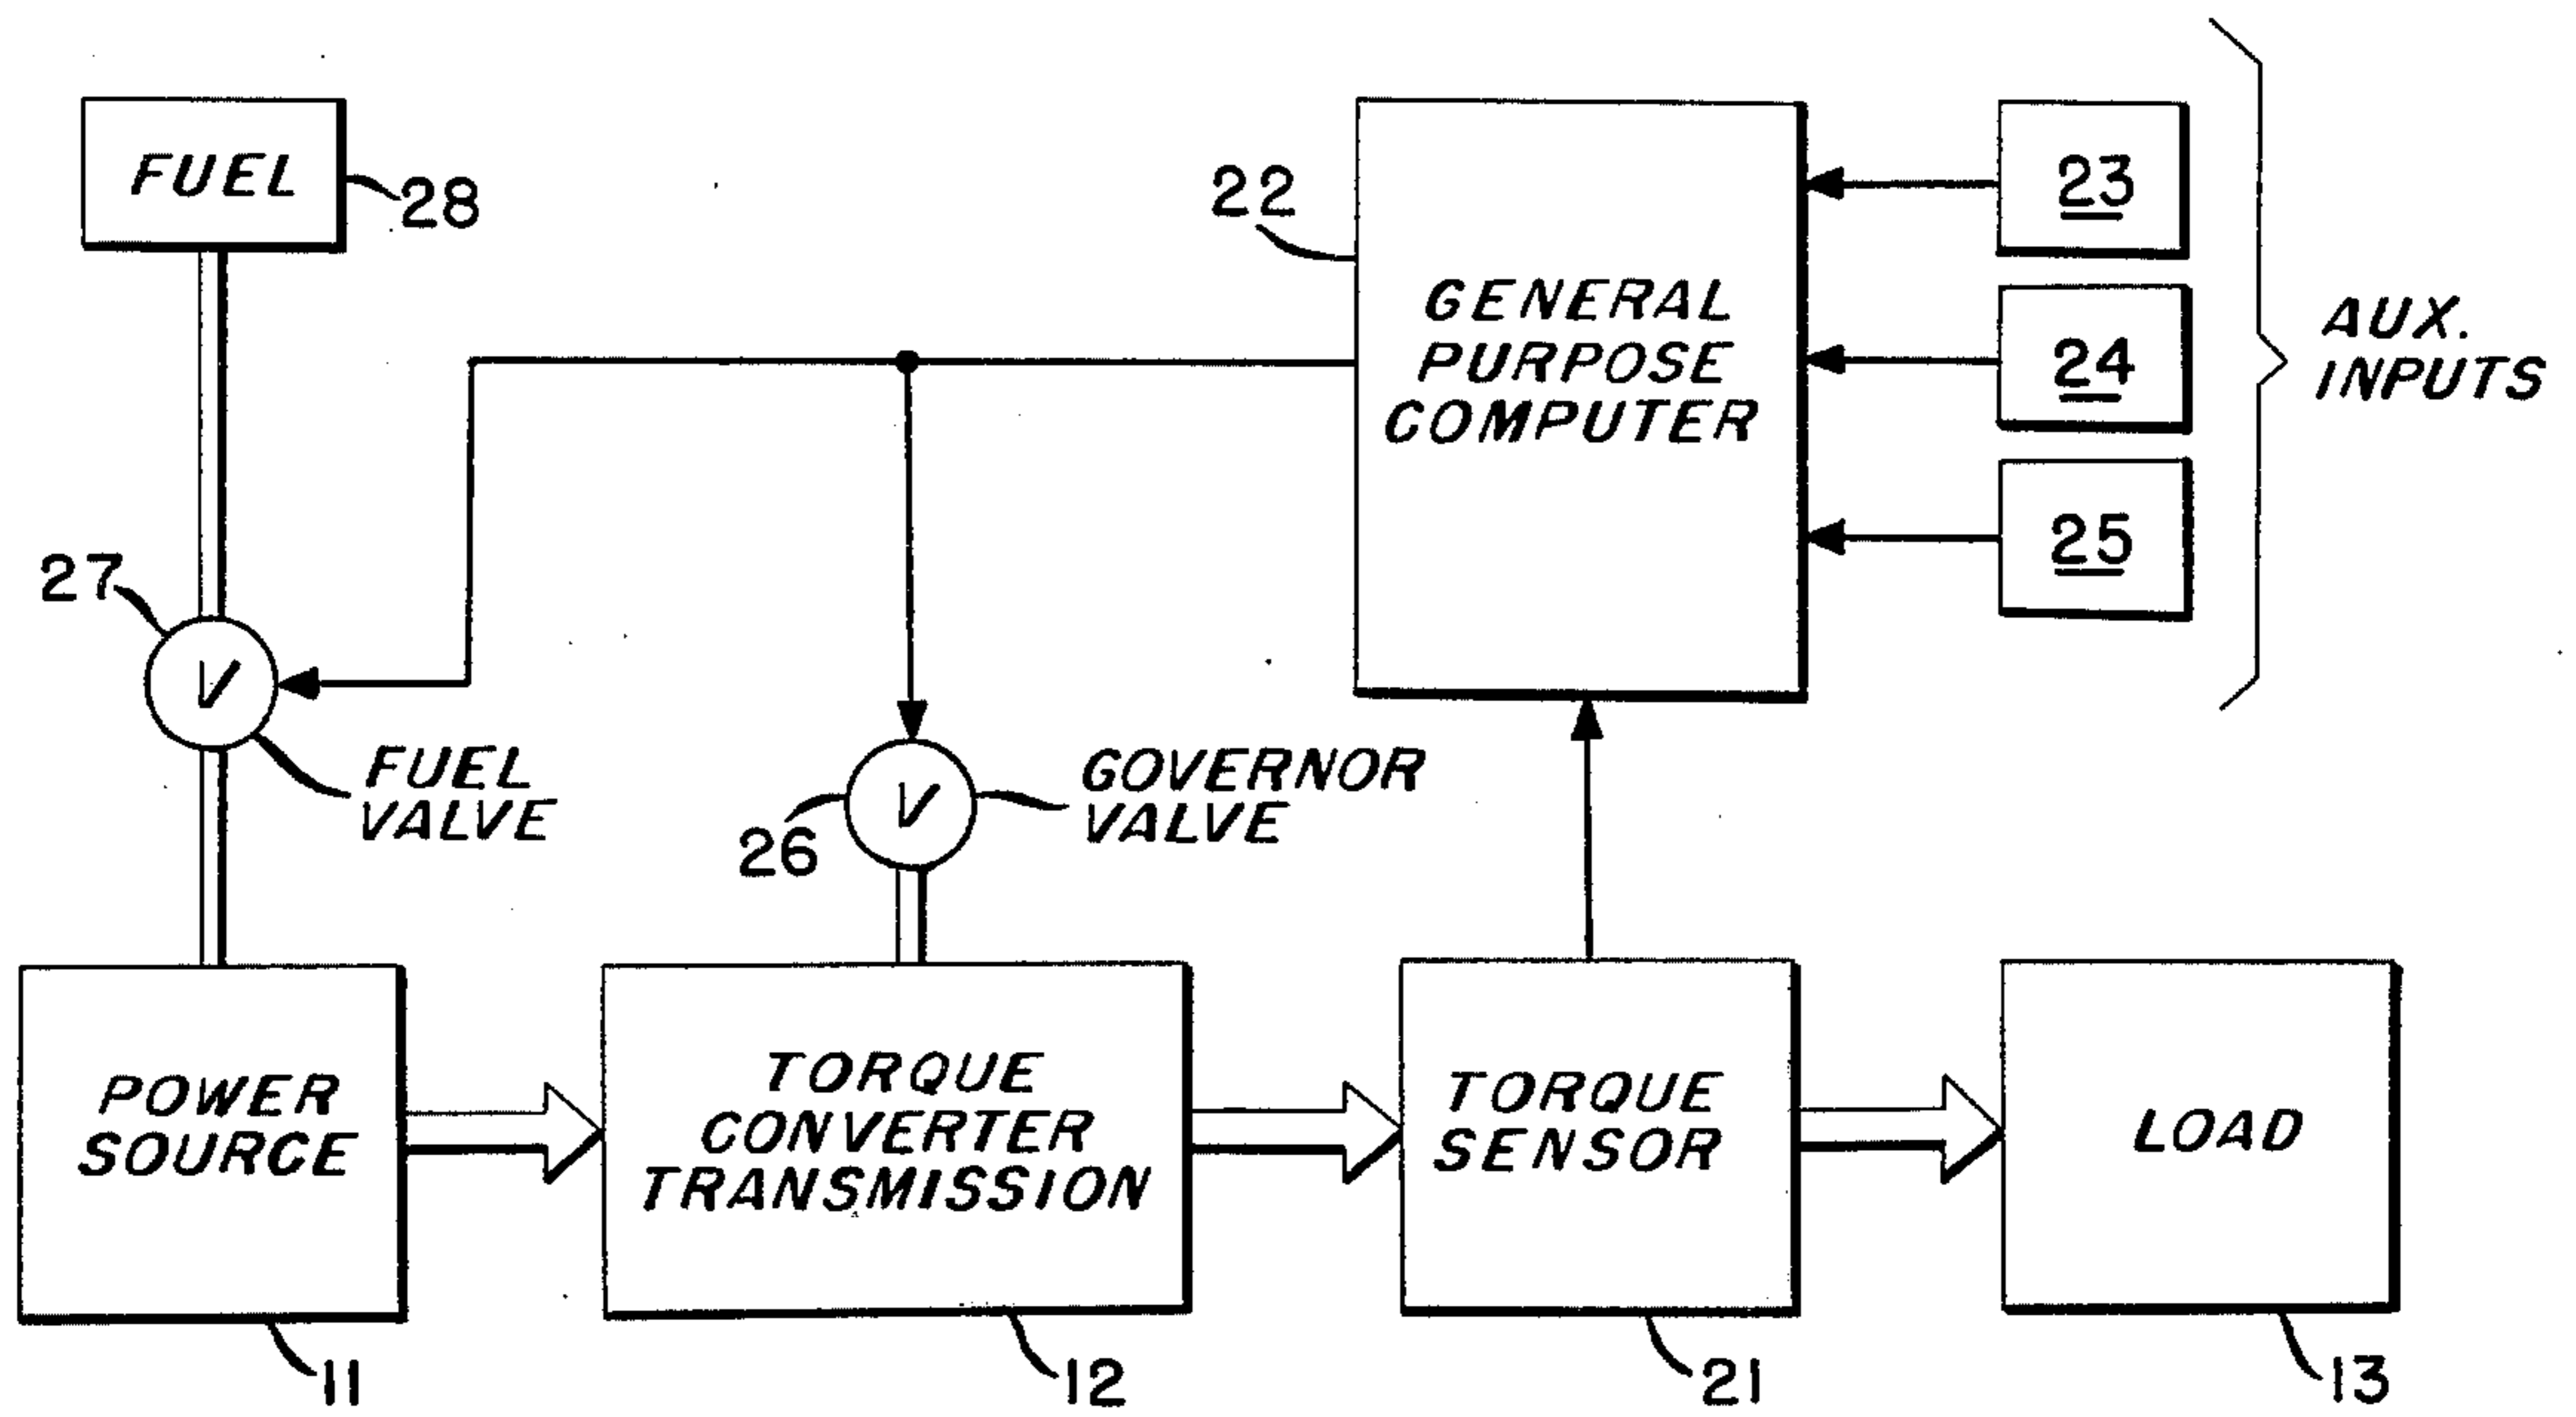 FUEL
28
22
GENERAL
PURPOSE
COMPUTER
23
24
25
AUX.
INPUTS
27
V
FUEL
VALVE
26
V
GOVERNOR
VALVE
POWER
SOURCE
TORQUE
CONVERTER
TRANSMISSION
TORQUE
SENSOR
LOAD
11
12
21
13